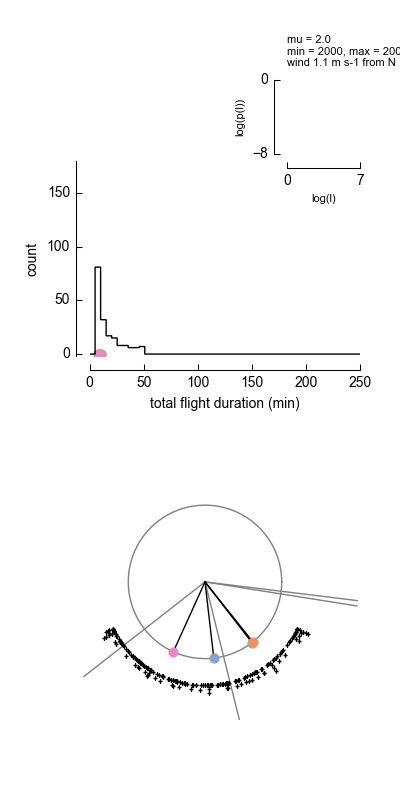 mu = 2.0
min = 2000, max = 200
wind 1.1 m s-1 from N
0
log(p(l))
−8
0
7
log(l)
150
100
50
0
count
0
50
100
150
200
250
total flight duration (min)